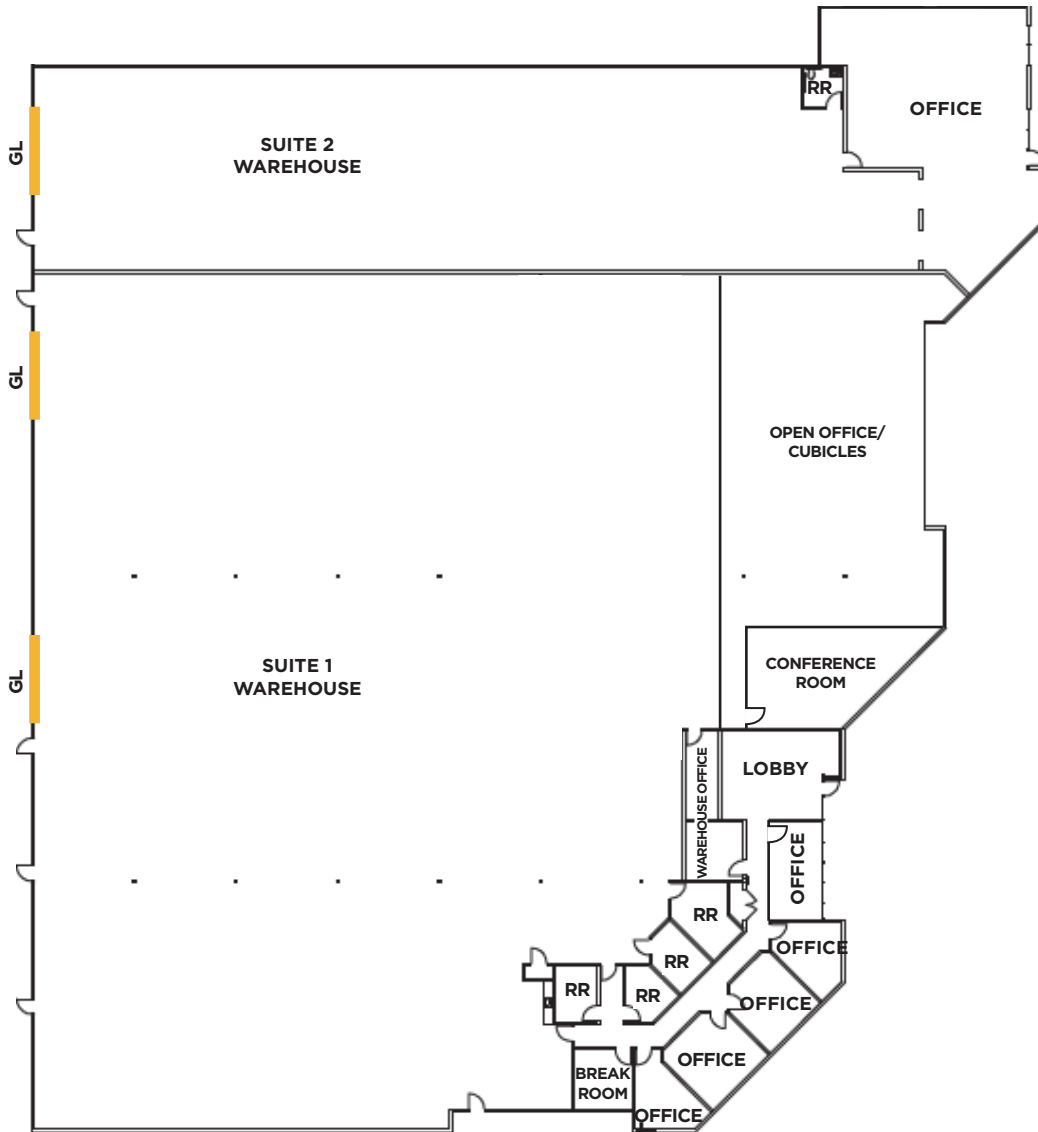 RR
OFFICE
SUITE 2
WAREHOUSE
GL
GL
OPEN OFFICE/
CUBICLES
GL
SUITE 1
WAREHOUSE
CONFERENCE
ROOM
LOBBY
WAREHOUSE OFFICE
OFFICE
RR
OFFICE
RR
RR
RR
OFFICE
OFFICE
BREAK
ROOM
OFFICE